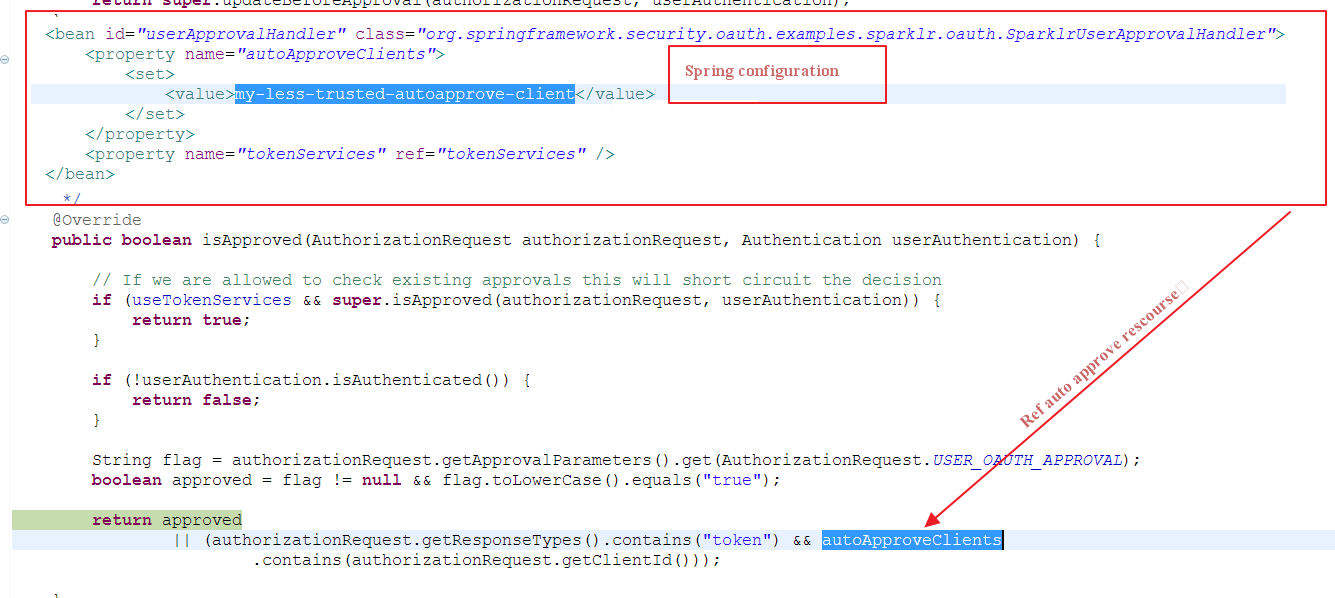 return super.updateBeforeApproval(authorizationRequest, userAuthentication);
<bean id="userApprovalHandler" class="org.springframework.security.oauth.examples.sparklr.oauth.SparklrUserApprovalHandler">
<property name="autoApproveClients">
<set>
Spring configuration
<value>my-less-trusted-autoapprove-client</value>
</set>
</property>
<property name="tokenServices" ref="tokenServices" />
</bean>
*/
@Override
public boolean isApproved(AuthorizationRequest authorizationRequest, Authentication userAuthentication) {
// If we are allowed to check existing approvals this will short circuit the decision
if (useTokenServices && super.isApproved(authorizationRequest, userAuthentication)) {
return true;
}
Ref auto approve rescourse
if (!userAuthentication.isAuthenticated()) {
return false;
}
String flag = authorizationRequest.getApprovalParameters().get(AuthorizationRequest.USER_OAUTH_APPROVAL);
boolean approved = flag != null && flag.toLowerCase().equals("true");
return approved
|| (authorizationRequest.getResponseTypes().contains("token") && autoApproveClients
.contains(authorizationRequest.getClientId()));